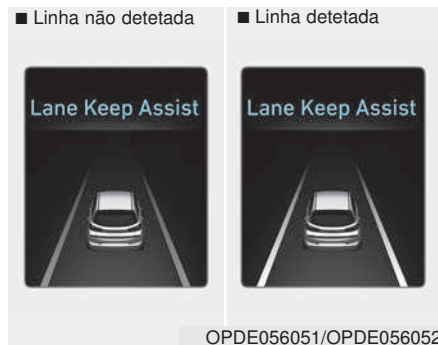 ■ Linha não detetada
■ Linha detetada
Lane Keep Assist
Lane Keep Assist
OPDE056051/OPDE056052